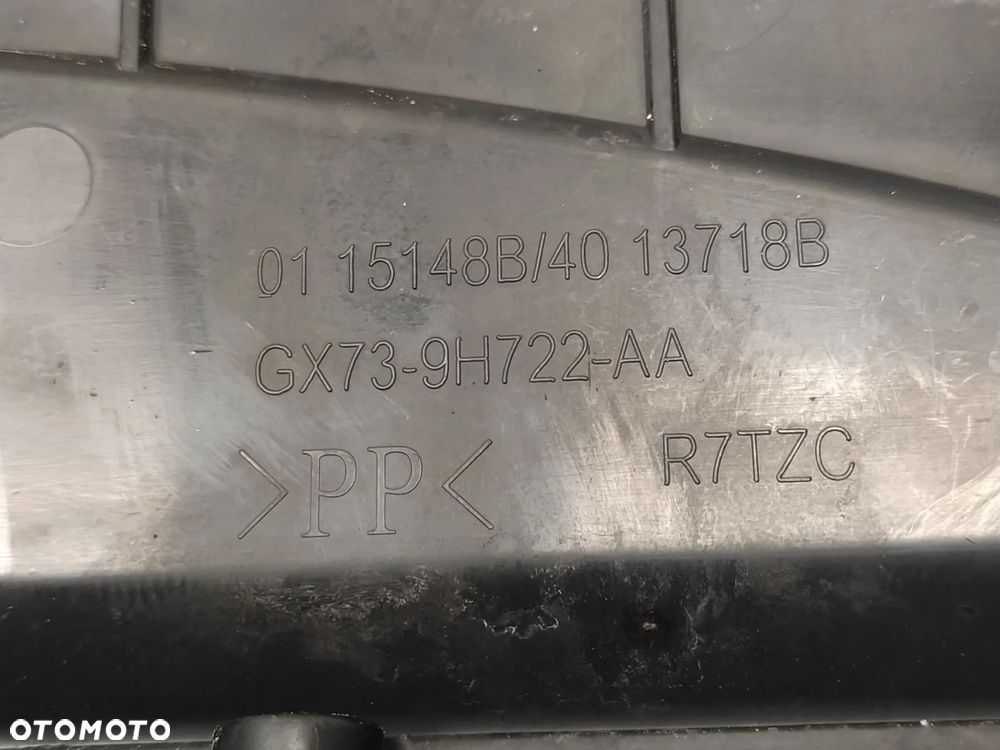 01 15148B/40 13718B
GX73-9H722-AA
>PP<
R7TZC
OTOMOTO